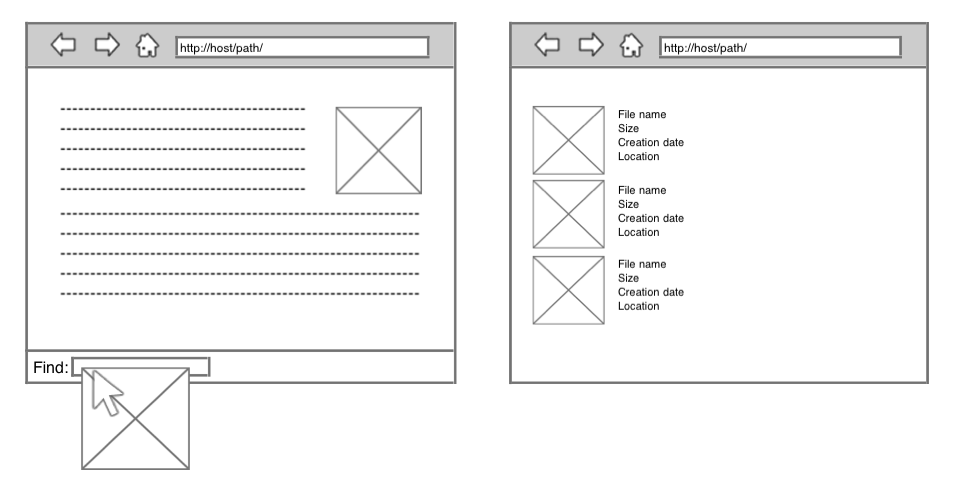 http://host/path/
Find:
http://host/path/
File name
Size
Creation date
Location
File name
Size
Creation date
Location
File name
Size
Creation date
Location